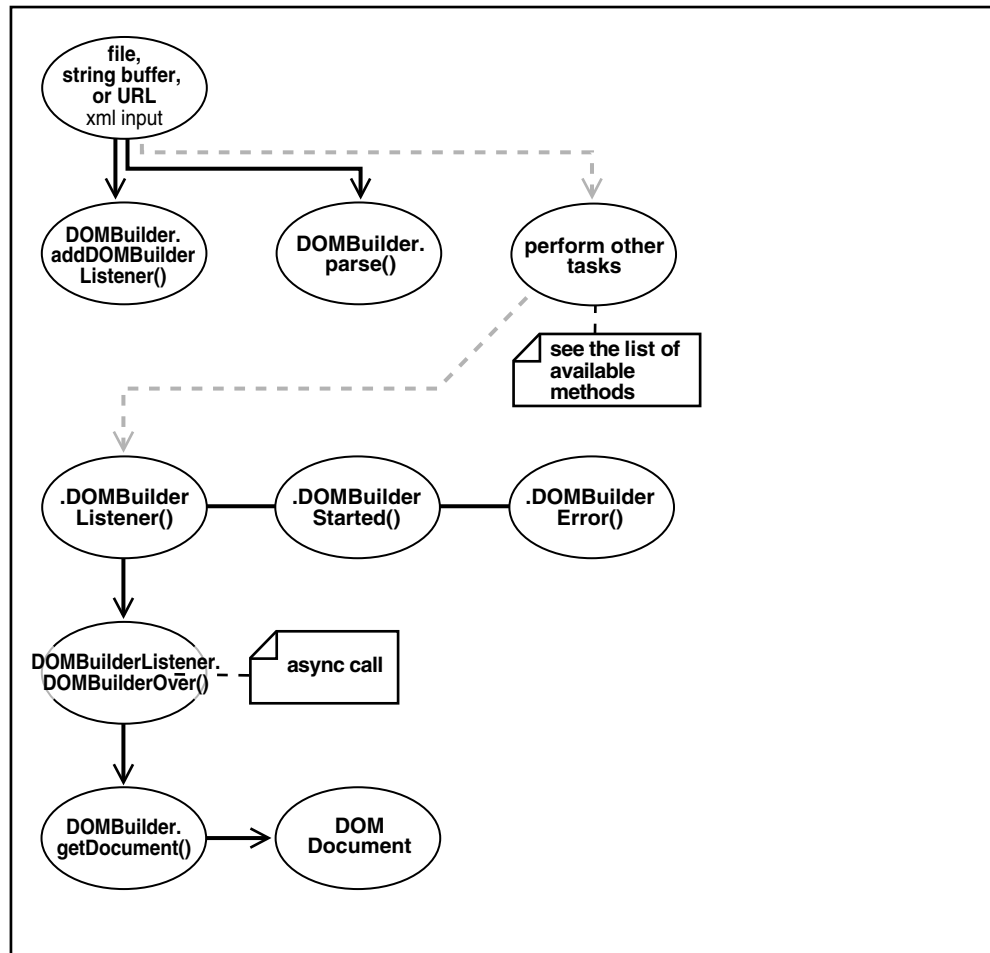 file,
string buffer,
or URL
xml input
DOMBuilder.
addDOMBuilder
Listener()
DOMBuilder.
parse()
perform other
tasks
see the list of
available
methods
.DOMBuilder
Listener()
.DOMBuilder
Started()
.DOMBuilder
Error()
DOMBuilderListener.
DOMBuilderOver()
async call
DOMBuilder.
getDocument()
DOM
Document